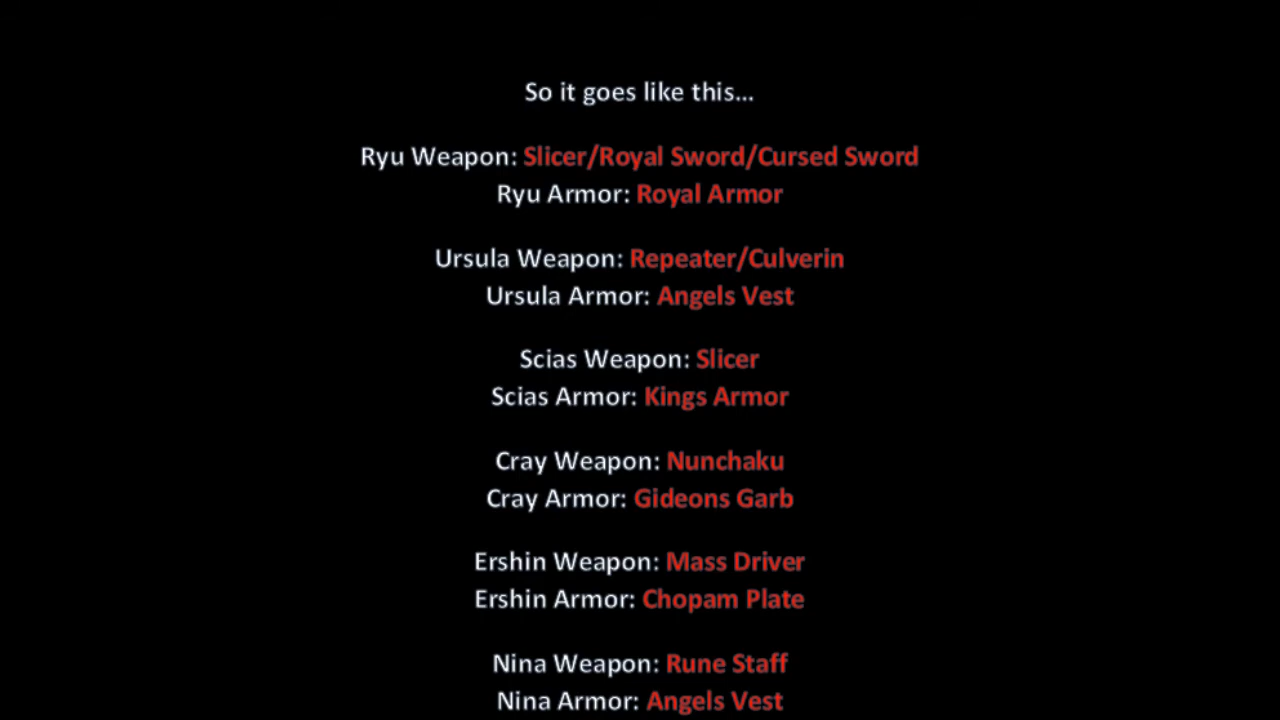 So it goes like this...
Ryu Weapon: Slicer/Royal Sword/Cursed Sword
Ryu Armor: Royal Armor
Ursula Weapon: Repeater/Culverin
Ursula Armor: Angels Vest
Scias Weapon: Slicer
Scias Armor: Kings Armor
Cray Weapon: Nunchaku
Cray Armor: Gideons Garb
Ershin Weapon: Mass Driver
Ershin Armor: Chopam Plate
Nina Weapon: Rune Staff
Nina Armor: Angels Vest